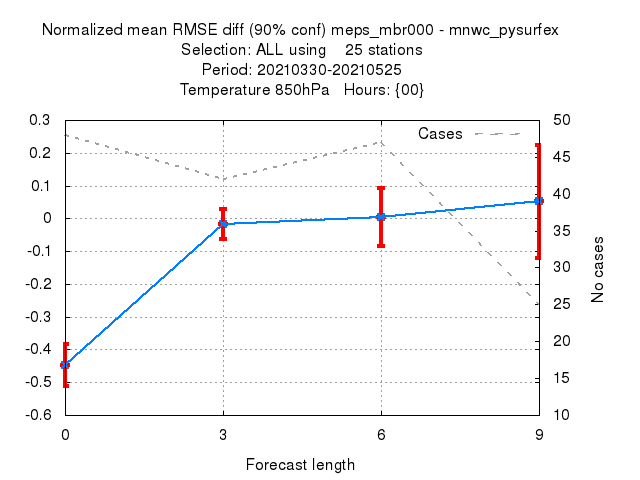 Normalized mean RMSE diff (90% conf) meps_mbr000 - mnwc_pysurfex
Selection: ALL using    25 stations
Period: 20210330-20210525
Temperature 850hPa   Hours: {00}
Cases
0.3
0.2
0.1
0
-0.1
-0.2
-0.3
-0.4
-0.5
-0.6
50
45
40
35
30
25
20
15
10
No cases
0 3 6 9
Forecast length